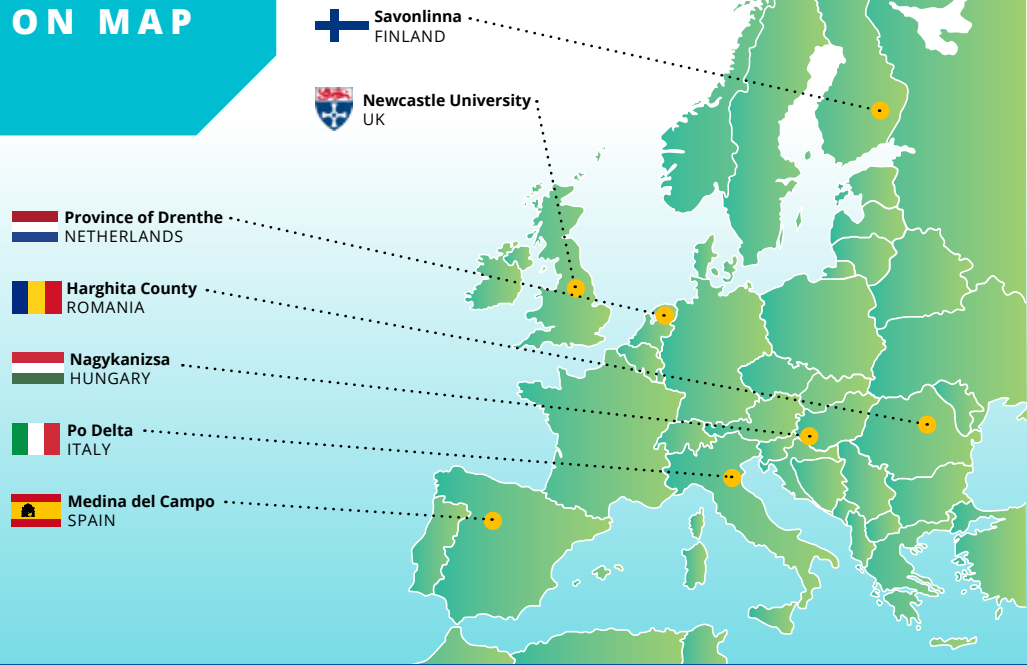 ON MAP
Savonlinna
FINLAND
Newcastle University
UK
Province of Drenthe
NETHERLANDS
Harghita County
ROMANIA
Nagykanizsa
HUNGARY
Po Delta
ITALY
Medina del Campo
SPAIN